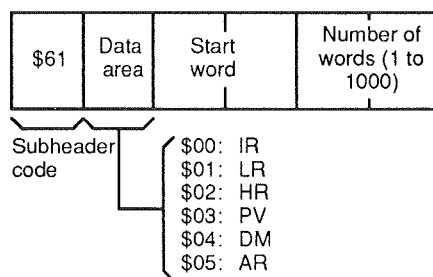 $61
Data
area
Start
word
Number of
words (1 to
1000)
Subheader
code
$00: IR
$01: LR
$02: HR
$03: PV
$04: DM
$05: AR